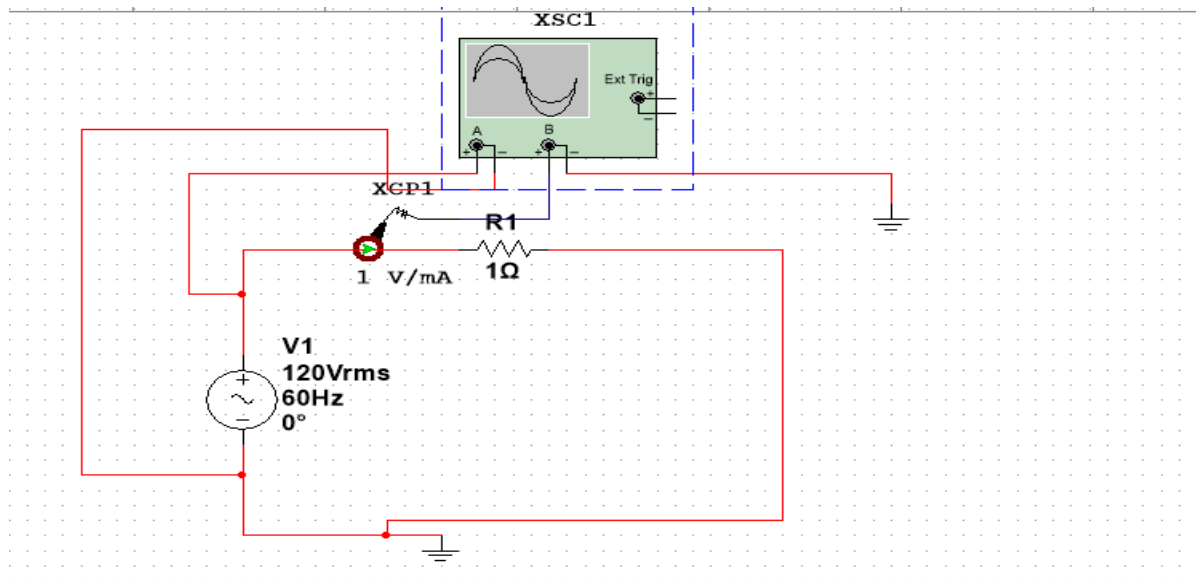 XSC1
Ext Trig
+
−
A
B
+ − + −
XCP1
R1
1 V/mA
1Ω
V1
120Vrms
60Hz
0°
+
−